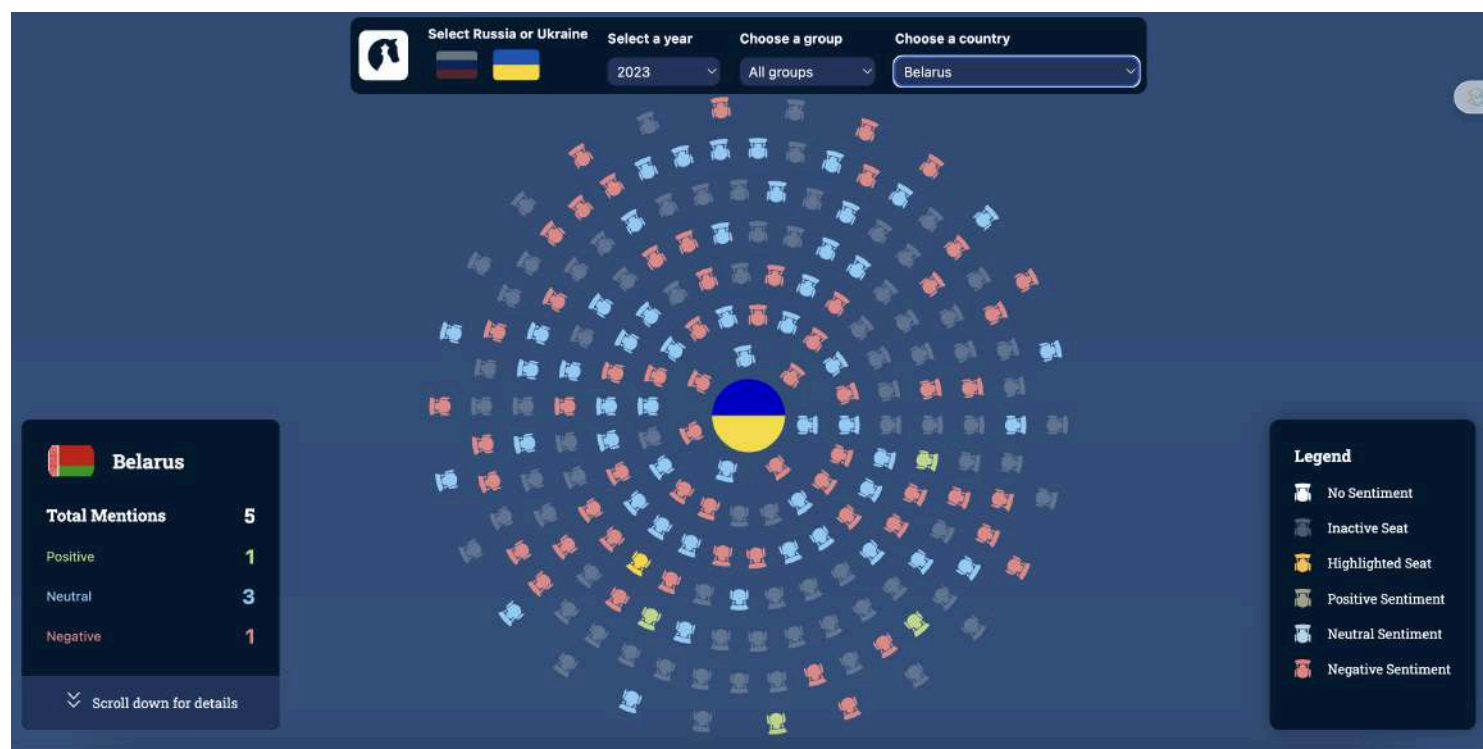 Select Russia or Ukraine
Select a year
Choose a group
Choose a country
2023
All groups
Belarus
Belarus
Total Mentions 5
Positive 1
Neutral 3
Negative 1
Scroll down for details
Legend
No Sentiment
Inactive Seat
Highlighted Seat
Positive Sentiment
Neutral Sentiment
Negative Sentiment